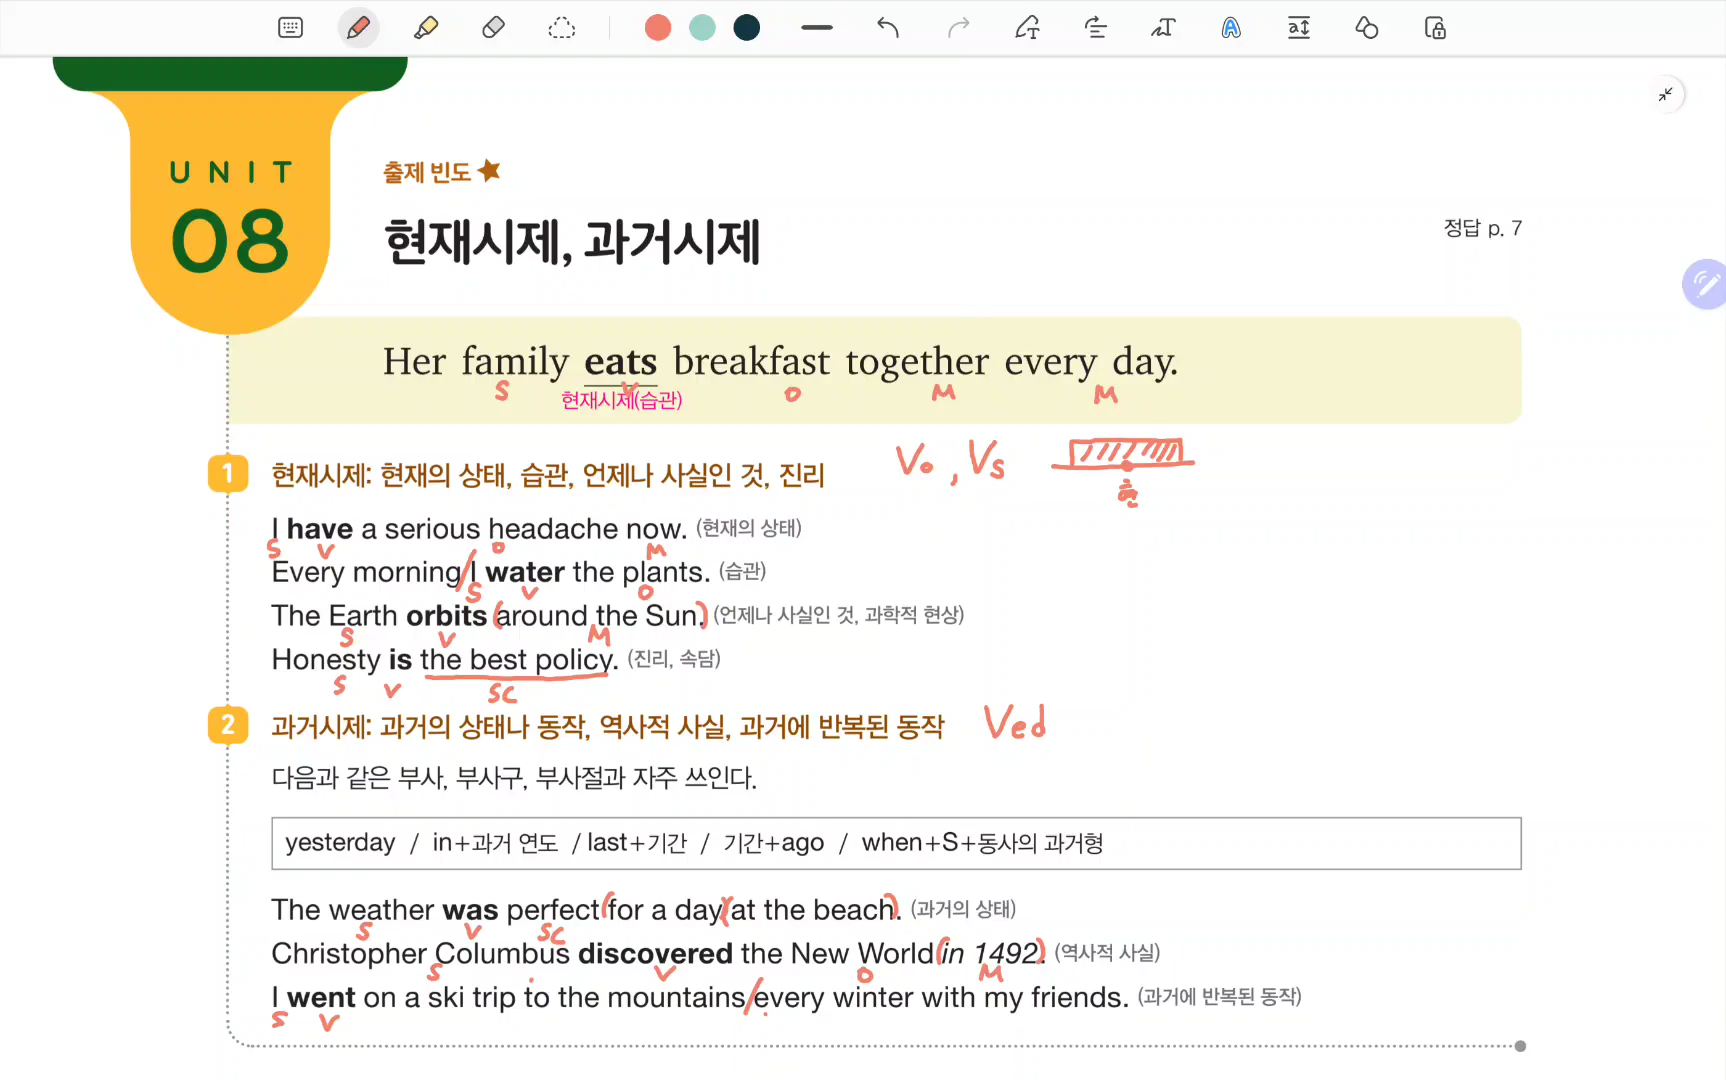 UNIT
08
출제 빈도
현재시제, 과거시제
정답 p. 7
Her family eats breakfast together every day.
S V O M M
현재시제(습관)
1 현재시제: 현재의 상태, 습관, 언제나 사실인 것, 진리
V₀, Vs
현
I have a serious headache now. (현재의 상태)
S V O M
Every morning/I water the plants. (습관)
S V O
The Earth orbits (around the Sun.) (언제나 사실인 것, 과학적 현상)
S V M
Honesty is the best policy. (진리, 속담)
S V SC
2 과거시제: 과거의 상태나 동작, 역사적 사실, 과거에 반복된 동작 Ved
다음과 같은 부사, 부사구, 부사절과 자주 쓰인다.
yesterday / in+과거 연도 / last+기간 / 기간+ago / when+S+동사의 과거형
The weather was perfect (for a day (at the beach). (과거의 상태)
S V SC
Christopher Columbus discovered the New World (in 1492.) (역사적 사실)
S V O M
I went on a ski trip to the mountains/every winter with my friends. (과거에 반복된 동작)
S V